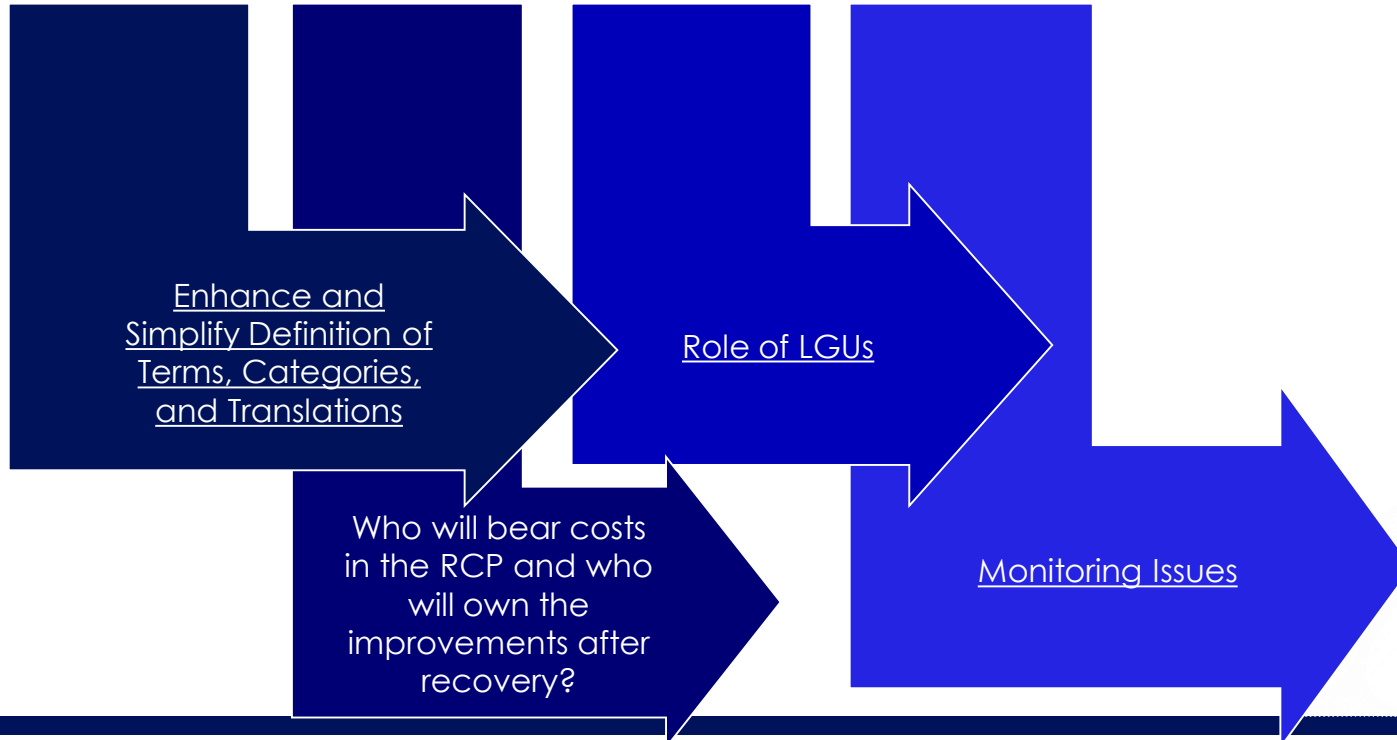 Enhance and
Simplify Definition of
Terms, Categories,
and Translations
Who will bear costs
in the RCP and who
will own the
improvements after
recovery?
Role of LGUs
Monitoring Issues